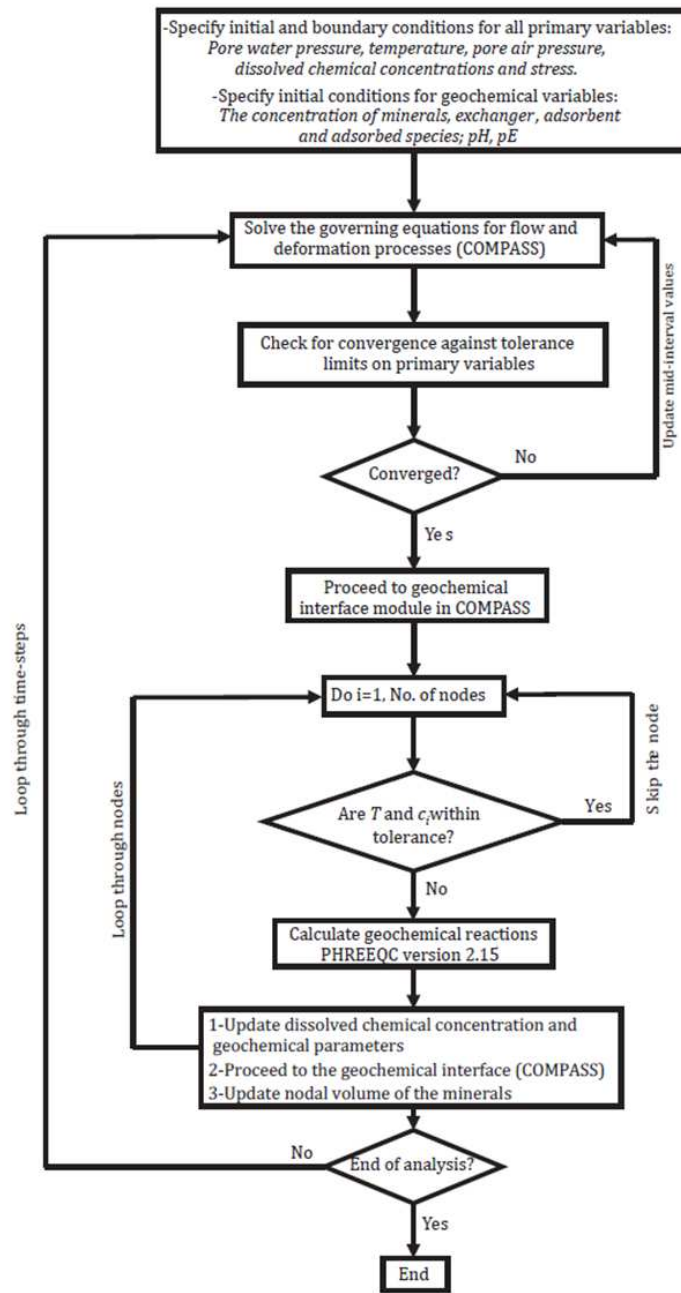 -Specify initial and boundary conditions for all primary variables:
Pore water pressure, temperature, pore air pressure,
dissolved chemical concentrations and stress.
-Specify initial conditions for geochemical variables:
The concentration of minerals, exchanger, adsorbent
and adsorbed species; pH, pE
Solve the governing equations for flow and
deformation processes (COMPASS)
Check for convergence against tolerance
limits on primary variables
Update mid-interval values
Converged?
No
Ye s
Proceed to geochemical
interface module in COMPASS
Loop through time-steps
Do i=1, No. of nodes
Loop through nodes
S kip the node
Are T and ciwithin
tolerance?
Yes
No
Calculate geochemical reactions
PHREEQC version 2.15
1-Update dissolved chemical concentration and
geochemical parameters
2-Proceed to the geochemical interface (COMPASS)
3-Update nodal volume of the minerals
No
End of analysis?
Yes
End